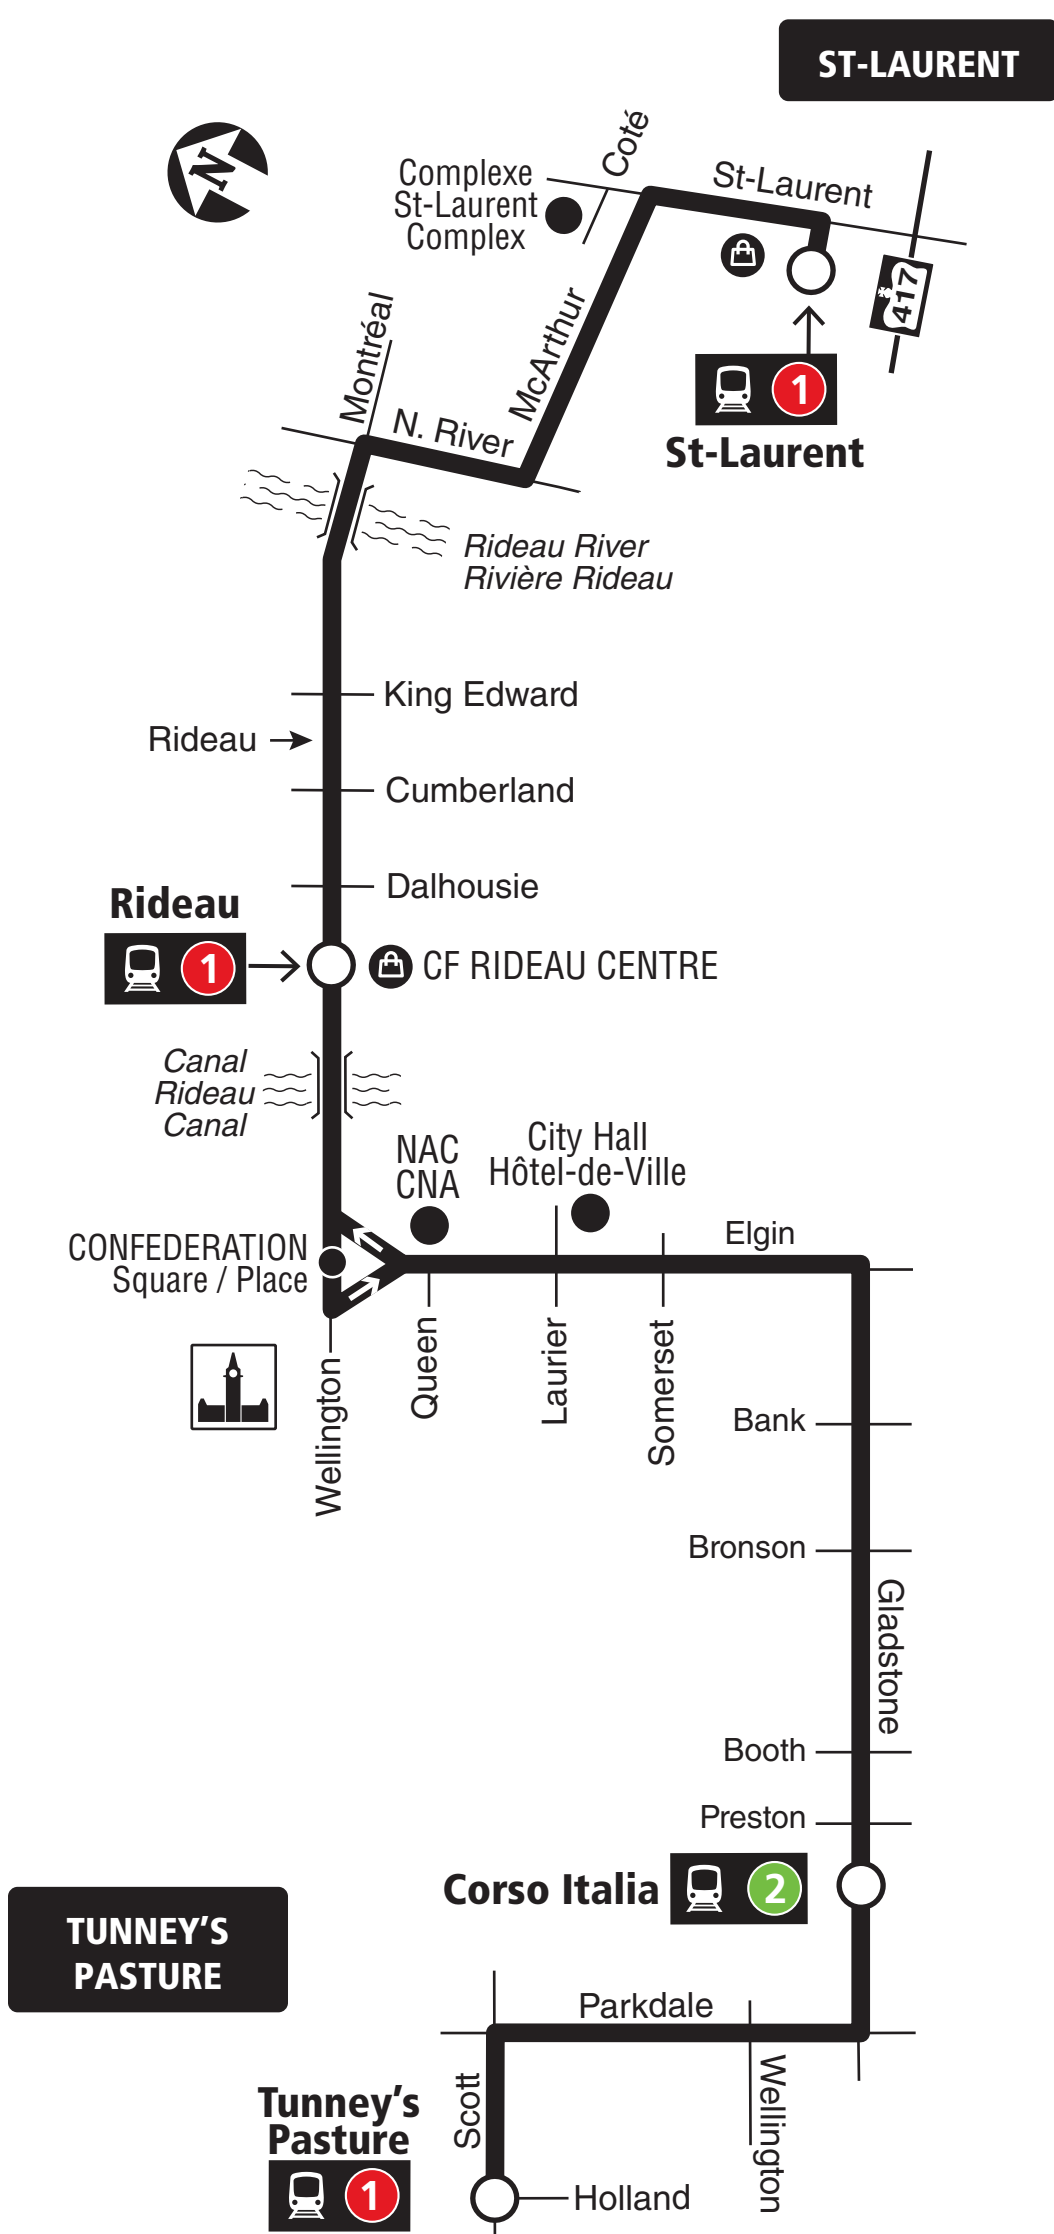 ST-LAURENT
N
Coté
Complexe
St-Laurent
Complex
St-Laurent
417
McArthur
Montréal
N. River
1
St-Laurent
Rideau River
Rivière Rideau
King Edward
Rideau
Cumberland
Dalhousie
Rideau
1
CF RIDEAU CENTRE
Canal
Rideau
Canal
NAC
CNA
City Hall
Hôtel-de-Ville
Elgin
CONFEDERATION
Square / Place
Wellington
Queen
Laurier
Somerset
Bank
Bronson
Gladstone
Booth
Preston
Corso Italia
2
TUNNEY'S
PASTURE
Parkdale
Wellington
Scott
Tunney's
Pasture
1
Holland